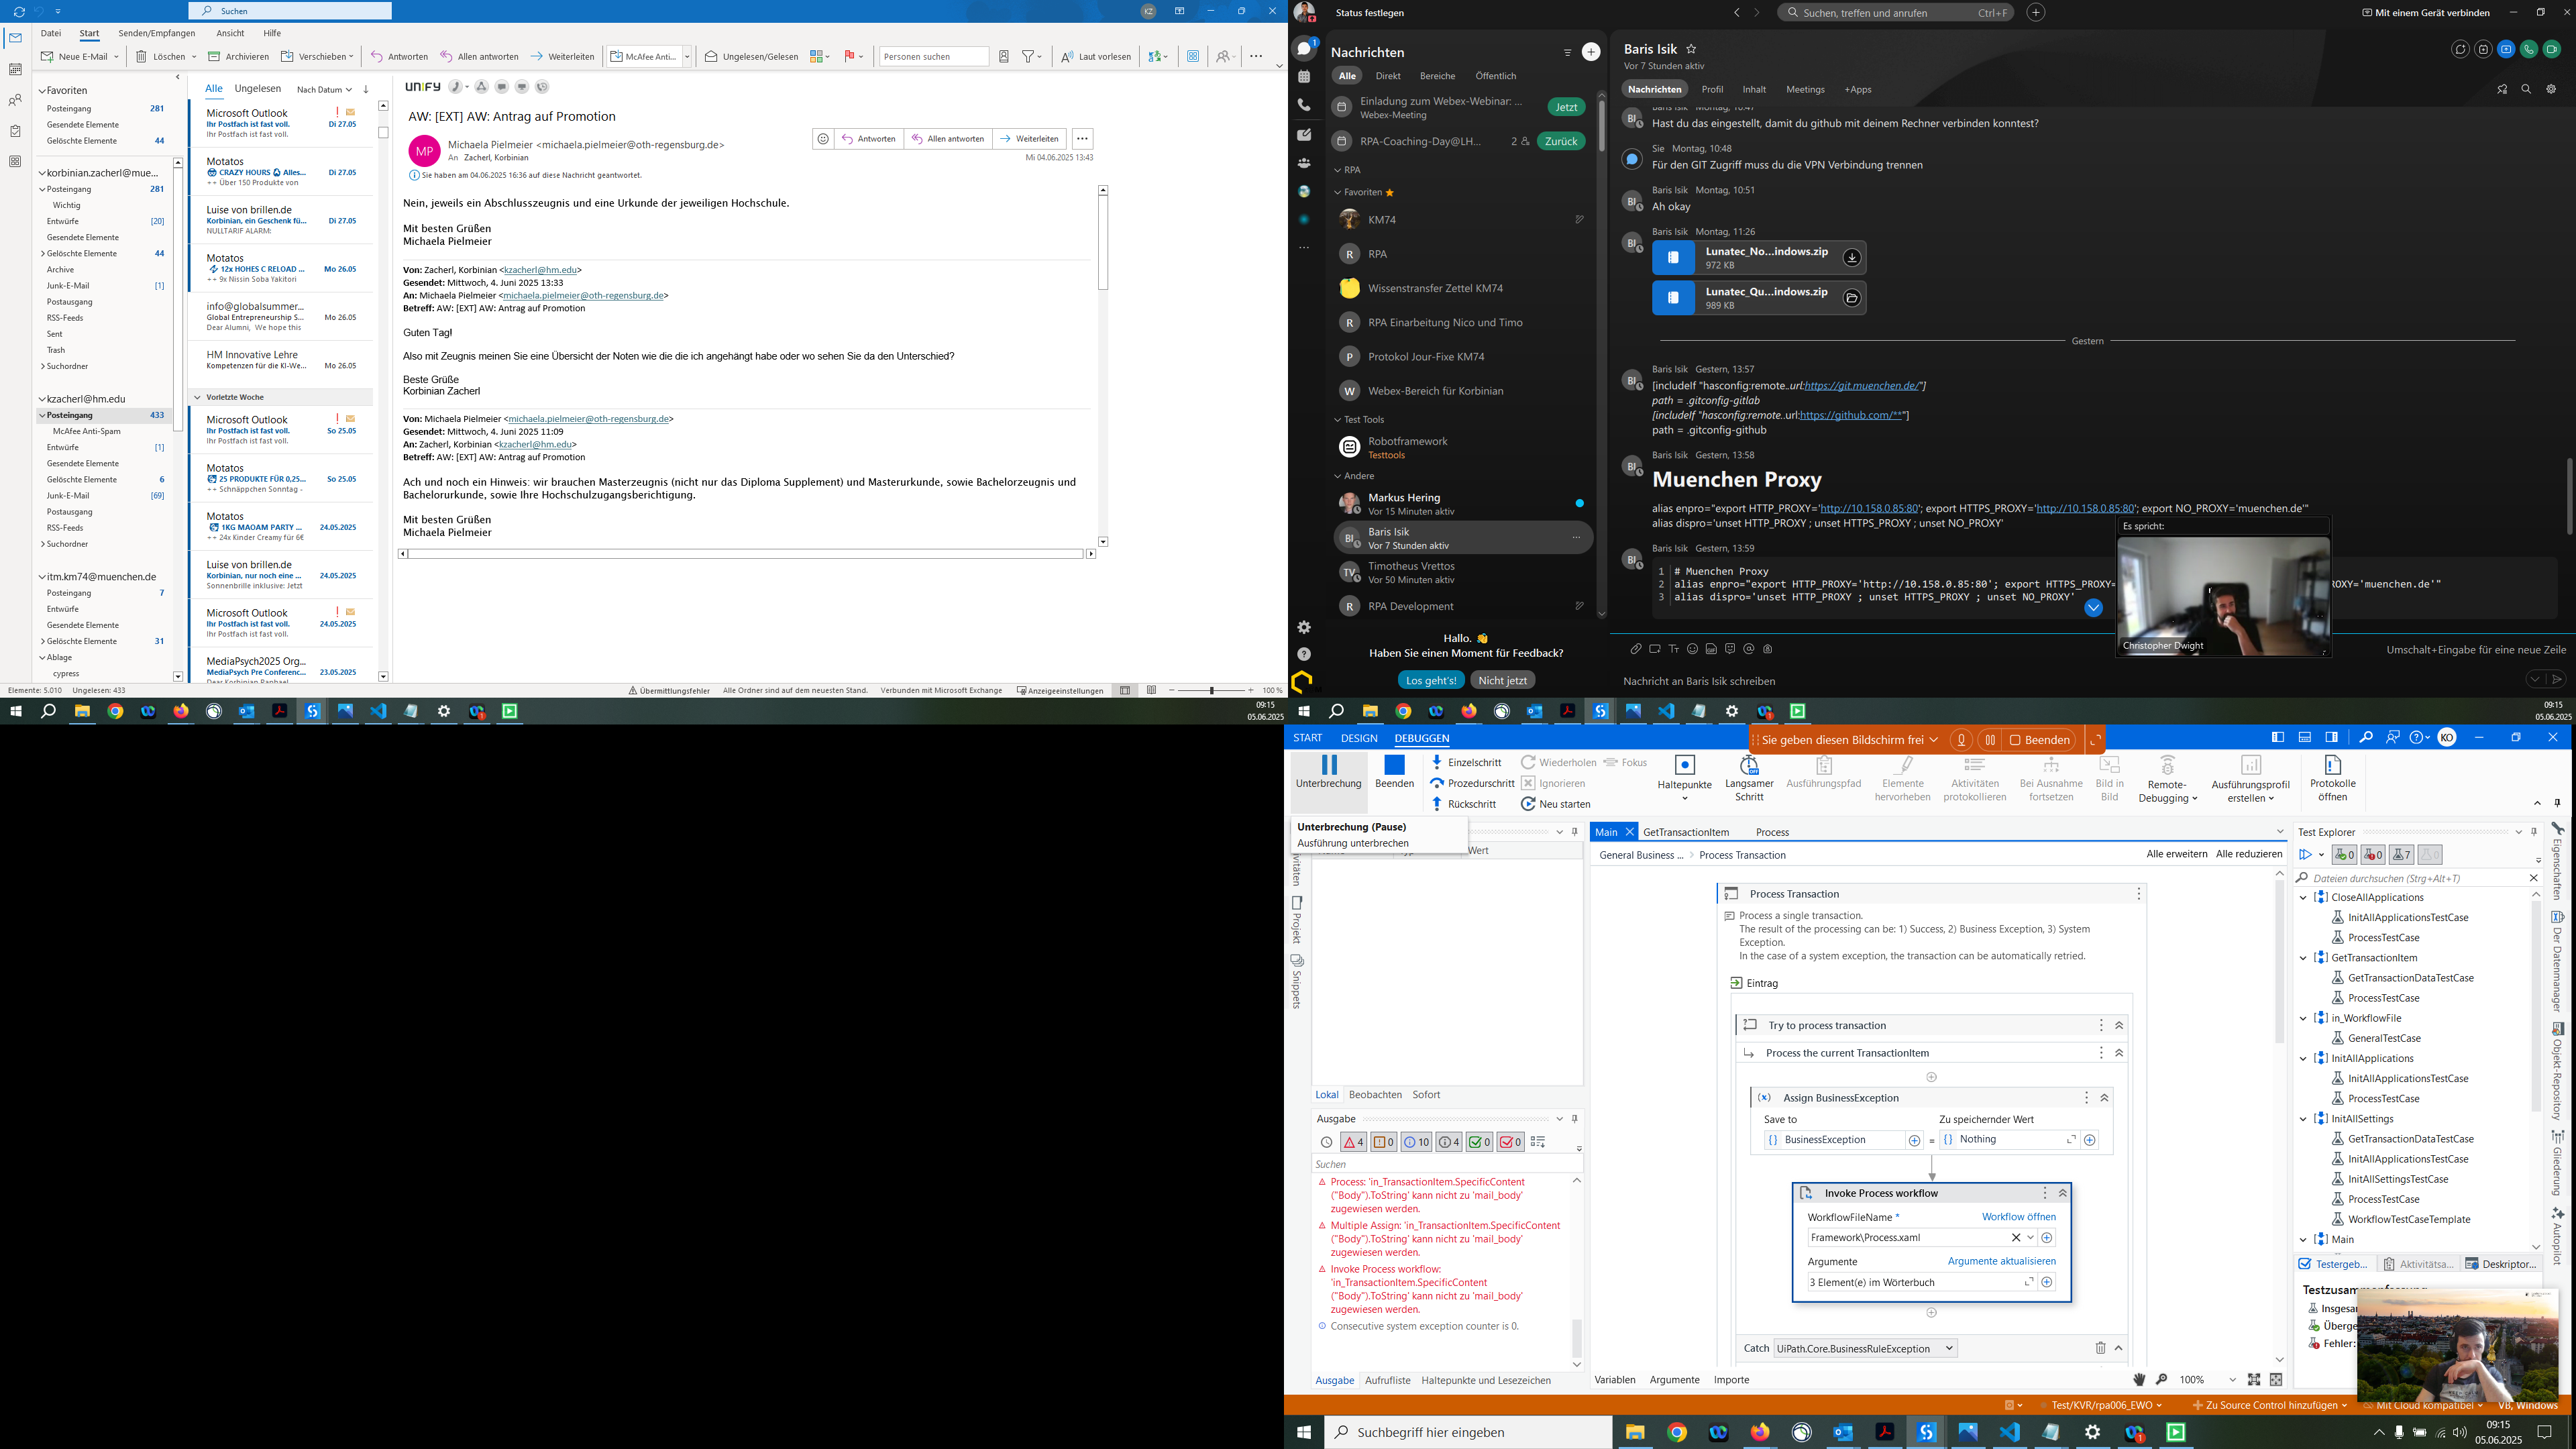 Suchen
KZ
Datei Start Senden/Empfangen Ansicht Hilfe
Neue E-Mail Löschen Archivieren Verschieben Antworten Allen antworten Weiterleiten McAfee Anti... Ungelesen/Gelesen Personen suchen Laut vorlesen
Favoriten
Posteingang 281
Gesendete Elemente
Gelöschte Elemente 44
korbinian.zacherl@mue...
Posteingang 281
Wichtig
Entwürfe [20]
Gesendete Elemente
Gelöschte Elemente 44
Archive
Junk-E-Mail [1]
Postausgang
RSS-Feeds
Sent
Trash
Suchordner
kzacherl@hm.edu
Posteingang 433
McAfee Anti-Spam
Entwürfe [1]
Gesendete Elemente
Gelöschte Elemente 6
Junk-E-Mail [69]
Postausgang
RSS-Feeds
Suchordner
itm.km74@muenchen.de
Posteingang 7
Entwürfe
Gesendete Elemente
Gelöschte Elemente 31
Ablage
cypress
Alle Ungelesen Nach Datum
Microsoft Outlook
Ihr Postfach ist fast voll. Di 27.05
Ihr Postfach ist fast voll.
Motatos
CRAZY HOURS Alles... Di 27.05
++ Über 150 Produkte von
Luise von brillen.de
Korbinian, ein Geschenk fü... Di 27.05
NULLTARIF ALARM:
Motatos
12x HOHES C RELOAD ... Mo 26.05
++ 9x Nissin Soba Yakitori
info@globalsummer...
Global Entrepreneurship S... Mo 26.05
Dear Alumni, We hope this
HM Innovative Lehre
Kompetenzen für die KI-We... Mo 26.05
Vorletzte Woche
Microsoft Outlook
Ihr Postfach ist fast voll. So 25.05
Ihr Postfach ist fast voll.
Motatos
25 PRODUKTE FÜR 0,25... So 25.05
++ Schnäppchen Sonntag -
Motatos
1KG MAOAM PARTY ... 24.05.2025
++ 24x Kinder Creamy für 6€
Luise von brillen.de
Korbinian, nur noch eine ... 24.05.2025
Sonnenbrille inklusive: Jetzt
Microsoft Outlook
Ihr Postfach ist fast voll. 24.05.2025
Ihr Postfach ist fast voll.
MediaPsych2025 Org...
MediaPsych Pre Conferenc... 23.05.2025
Dear Korbinian Raphael
UNIFY
AW: [EXT] AW: Antrag auf Promotion
MP
Michaela Pielmeier <michaela.pielmeier@oth-regensburg.de>
An Zacherl, Korbinian
Antworten Allen antworten Weiterleiten
Mi 04.06.2025 13:43
Sie haben am 04.06.2025 16:36 auf diese Nachricht geantwortet.
Nein, jeweils ein Abschlusszeugnis und eine Urkunde der jeweiligen Hochschule.
Mit besten Grüßen
Michaela Pielmeier
Von: Zacherl, Korbinian <kzacherl@hm.edu>
Gesendet: Mittwoch, 4. Juni 2025 13:33
An: Michaela Pielmeier <michaela.pielmeier@oth-regensburg.de>
Betreff: AW: [EXT] AW: Antrag auf Promotion
Guten Tag!
Also mit Zeugnis meinen Sie eine Übersicht der Noten wie die die ich angehängt habe oder wo sehen Sie da den Unterschied?
Beste Grüße
Korbinian Zacherl
Von: Michaela Pielmeier <michaela.pielmeier@oth-regensburg.de>
Gesendet: Mittwoch, 4. Juni 2025 11:09
An: Zacherl, Korbinian <kzacherl@hm.edu>
Betreff: AW: [EXT] AW: Antrag auf Promotion
Ach und noch ein Hinweis: wir brauchen Masterzeugnis (nicht nur das Diploma Supplement) und Masterurkunde, sowie Bachelorzeugnis und
Bachelorurkunde, sowie Ihre Hochschulzugangsberichtigung.
Mit besten Grüßen
Michaela Pielmeier
Elemente: 5.010 Ungelesen: 433 Übermittlungsfehler Alle Ordner sind auf dem neuesten Stand. Verbunden mit Microsoft Exchange Anzeigeeinstellungen 100 %
09:15
05.06.2025
Status festlegen
Suchen, treffen und anrufen Ctrl+F
Mit einem Gerät verbinden
Nachrichten
Alle Direkt Bereiche Öffentlich
Einladung zum Webex-Webinar: ... Jetzt
Webex-Meeting
RPA-Coaching-Day@LH... 2 Zurück
RPA
Favoriten
KM74
R RPA
Wissenstransfer Zettel KM74
R RPA Einarbeitung Nico und Timo
P Protokol Jour-Fixe KM74
W Webex-Bereich für Korbinian
Test Tools
Robotframework
Testtools
Andere
Markus Hering
Vor 15 Minuten aktiv
BI Baris Isik
Vor 7 Stunden aktiv
TV Timotheus Vrettos
Vor 50 Minuten aktiv
R RPA Development
Hallo.
Haben Sie einen Moment für Feedback?
Los geht's! Nicht jetzt
Baris Isik
Vor 7 Stunden aktiv
Nachrichten Profil Inhalt Meetings +Apps
Baris Isik Montag, 10:47
Hast du das eingestellt, damit du github mit deinem Rechner verbinden konntest?
Sie Montag, 10:48
Für den GIT Zugriff muss du die VPN Verbindung trennen
Baris Isik Montag, 10:51
Ah okay
Baris Isik Montag, 11:26
Lunatec_No...indows.zip
972 KB
Lunatec_Qu...indows.zip
989 KB
Gestern
Baris Isik Gestern, 13:57
[includeIf "hasconfig:remote..url:https://git.muenchen.de/"]
path = .gitconfig-gitlab
[includeIf "hasconfig:remote..url:https://github.com/**"]
path = .gitconfig-github
Baris Isik Gestern, 13:58
Muenchen Proxy
alias enpro="export HTTP_PROXY='http://10.158.0.85:80'; export HTTPS_PROXY='http://10.158.0.85:80'; export NO_PROXY='muenchen.de'"
alias dispro='unset HTTP_PROXY ; unset HTTPS_PROXY ; unset NO_PROXY'
Baris Isik Gestern, 13:59
1 # Muenchen Proxy
2 alias enpro="export HTTP_PROXY='http://10.158.0.85:80'; export HTTPS_PROXY= ROXY='muenchen.de'"
3 alias dispro='unset HTTP_PROXY ; unset HTTPS_PROXY ; unset NO_PROXY'
Es spricht:
Christopher Dwight
Umschalt+Eingabe für eine neue Zeile
Nachricht an Baris Isik schreiben
09:15
05.06.2025
START DESIGN DEBUGGEN
Sie geben diesen Bildschirm frei Beenden
KO
Unterbrechung Beenden
Einzelschritt
Prozedurschritt
Rückschritt
Wiederholen Fokus
Ignorieren
Neu starten
Haltepunkte
Langsamer
Schritt
Ausführungspfad
Elemente
hervorheben
Aktivitäten
protokollieren
Bei Ausnahme
fortsetzen
Bild in
Bild
Remote-
Debugging
Ausführungsprofil
erstellen
Protokolle
öffnen
Unterbrechung (Pause)
Ausführung unterbrechen
Wert
Projekt
Snippets
Lokal Beobachten Sofort
Ausgabe
4 0 10 4 0 0
Suchen
Process: 'in_TransactionItem.SpecificContent
("Body").ToString' kann nicht zu 'mail_body'
zugewiesen werden.
Multiple Assign: 'in_TransactionItem.SpecificContent
("Body").ToString' kann nicht zu 'mail_body'
zugewiesen werden.
Invoke Process workflow:
'in_TransactionItem.SpecificContent
("Body").ToString' kann nicht zu 'mail_body'
zugewiesen werden.
Consecutive system exception counter is 0.
Ausgabe Aufrufliste Haltepunkte und Lesezeichen
Main GetTransactionItem Process
General Business ... Process Transaction Alle erweitern Alle reduzieren
Process Transaction
Process a single transaction.
The result of the processing can be: 1) Success, 2) Business Exception, 3) System
Exception.
In the case of a system exception, the transaction can be automatically retried.
Eintrag
Try to process transaction
Process the current TransactionItem
Assign BusinessException
Save to Zu speichernder Wert
BusinessException = Nothing
Invoke Process workflow
WorkflowFileName * Workflow öffnen
Framework\Process.xaml
Argumente Argumente aktualisieren
3 Element(e) im Wörterbuch
Catch UiPath.Core.BusinessRuleException
Variablen Argumente Importe 100%
Test Explorer
0 0 7 0
Dateien durchsuchen (Strg+Alt+T)
CloseAllApplications
InitAllApplicationsTestCase
ProcessTestCase
GetTransactionItem
GetTransactionDataTestCase
ProcessTestCase
in_WorkflowFile
GeneralTestCase
InitAllApplications
InitAllApplicationsTestCase
ProcessTestCase
InitAllSettings
GetTransactionDataTestCase
InitAllApplicationsTestCase
InitAllSettingsTestCase
ProcessTestCase
WorkflowTestCaseTemplate
Main
Testergeb... Aktivitätsa... Deskriptor...
Fehler:
Eigenschaften
Der Datenmanager
Objekt-Repository
Gliederung
Autopilot
Test/KVR/rpa006_EWO Zu Source Control hinzufügen Mit Cloud kompatibel VB, Windows
Suchbegriff hier eingeben
09:15
05.06.2025